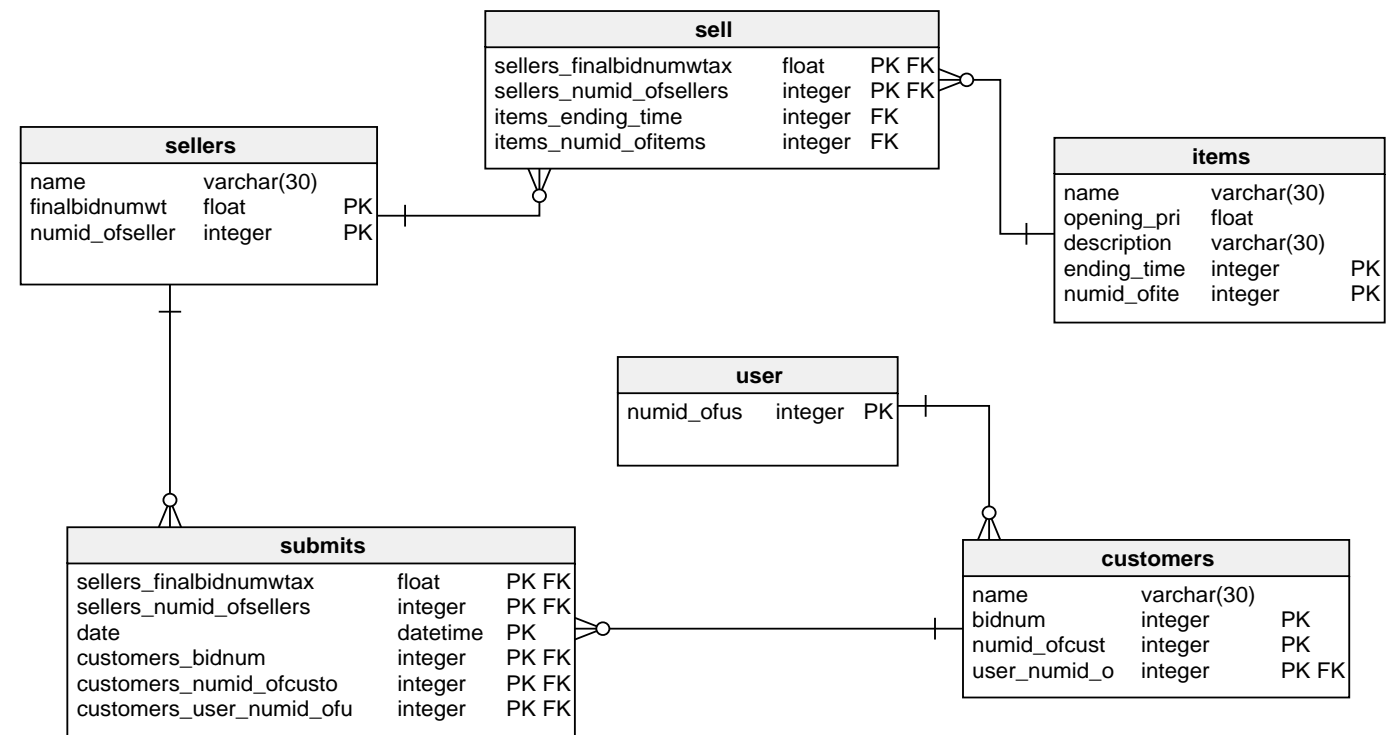 sell
sellers_finalbidnumwtax float PK FK
sellers_numid_ofsellers integer PK FK
items_ending_time integer FK
items_numid_ofitems integer FK
sellers
name varchar(30)
finalbidnumwt float PK
numid_ofseller integer PK
items
name varchar(30)
opening_pri float
description varchar(30)
ending_time integer PK
numid_ofite integer PK
user
numid_ofus integer PK
submits
sellers_finalbidnumwtax float PK FK
sellers_numid_ofsellers integer PK FK
date datetime PK
customers_bidnum integer PK FK
customers_numid_ofcusto integer PK FK
customers_user_numid_ofu integer PK FK
customers
name varchar(30)
bidnum integer PK
numid_ofcust integer PK
user_numid_o integer PK FK